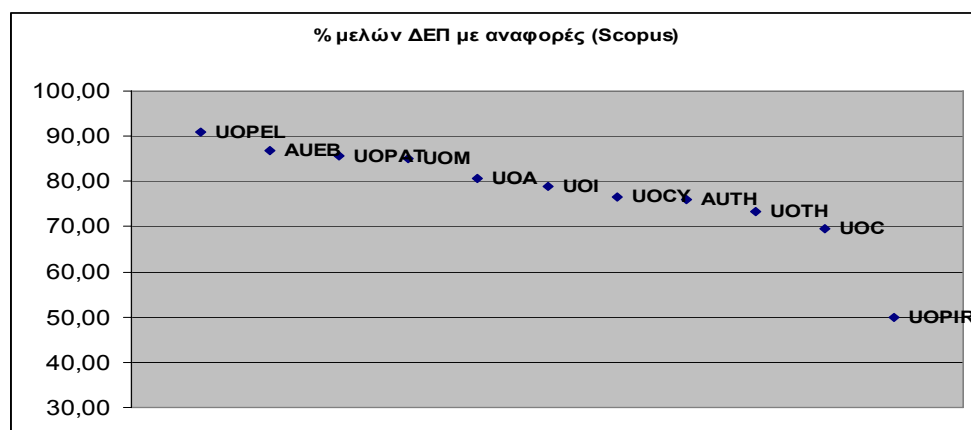 % μελών ΔΕΠ με αναφορές (Scopus)
100,00
90,00
80,00
70,00
60,00
50,00
40,00
30,00
UOPEL
AUEB
UOPAT
UOM
UOA
UOI
UOCY
AUTH
UOTH
UOC
UOPIR